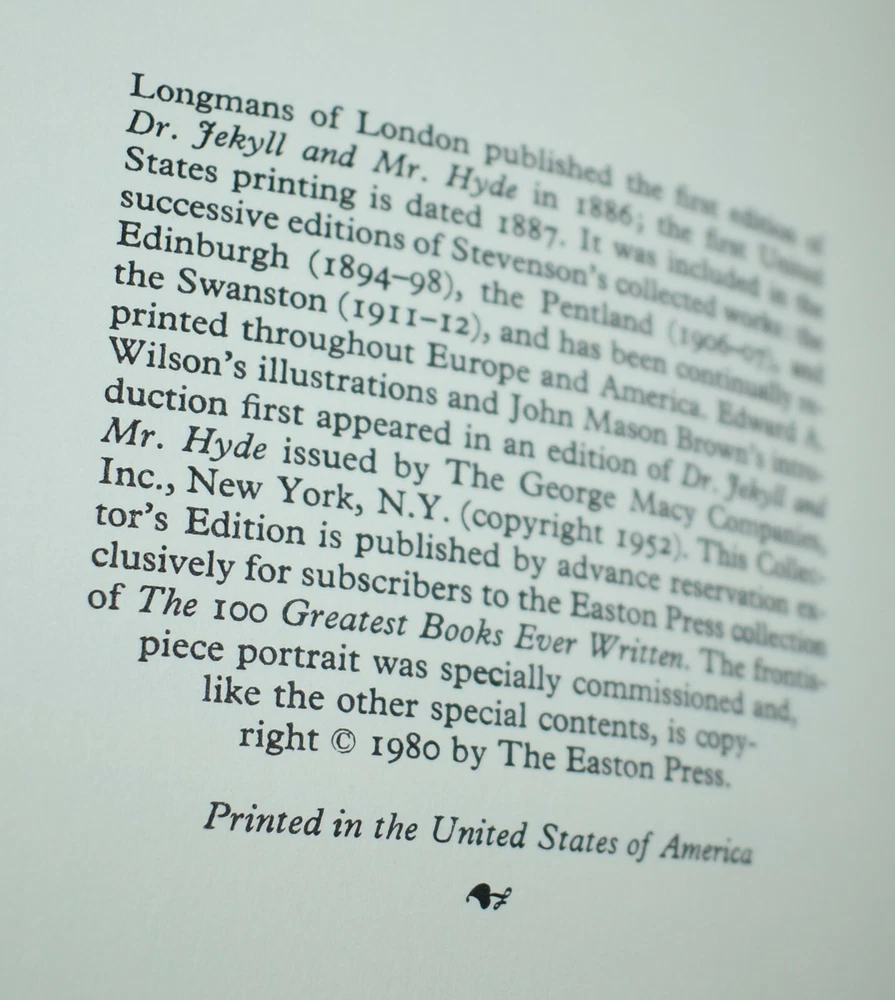 Longmans of London published the first edition of
Dr. Jekyll and Mr. Hyde in 1886; the first United
States printing is dated 1887. It was included in the
successive editions of Stevenson's collected works: the
Edinburgh (1894–98), the Pentland (1906–07), and
the Swanston (1911–12), and has been continually re-
printed throughout Europe and America. Edward A.
Wilson's illustrations and John Mason Brown's intro-
duction first appeared in an edition of Dr. Jekyll and
Mr. Hyde issued by The George Macy Companies,
Inc., New York, N.Y. (copyright 1952). This Collec-
tor's Edition is published by advance reservation ex-
clusively for subscribers to the Easton Press collection
of The 100 Greatest Books Ever Written. The frontis-
piece portrait was specially commissioned and,
like the other special contents, is copy-
right © 1980 by The Easton Press.
Printed in the United States of America